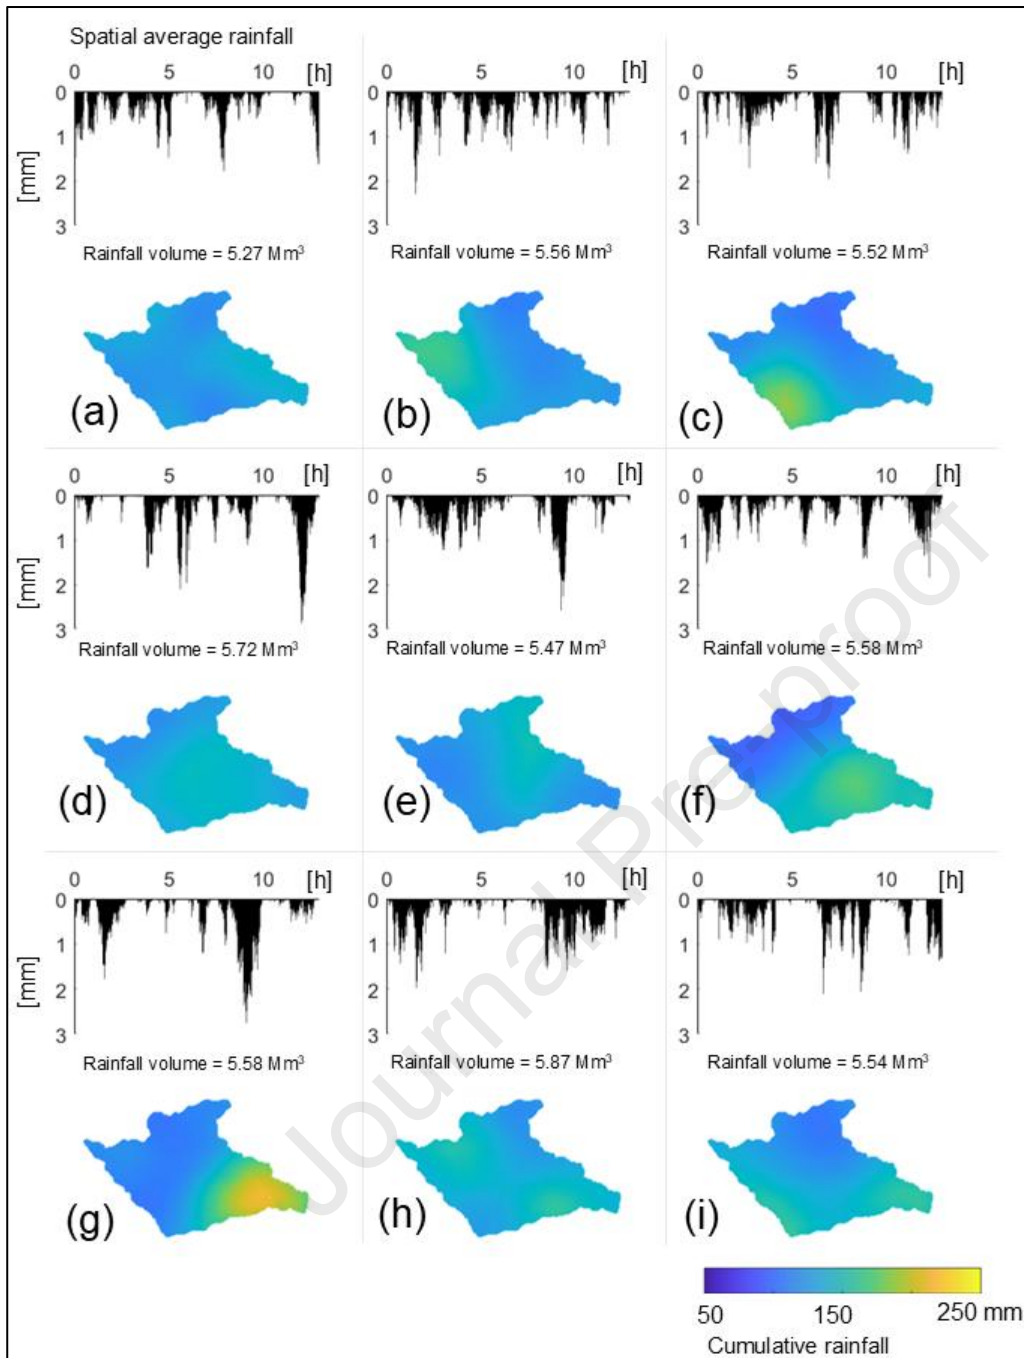 Spatial average rainfall
0 5 10 [h] 0 5 10 [h] 0 5 10 [h]
0 0 0
1 1 1
2 2 2
3 3 3
[mm]
Rainfall volume = 5.27 Mm³ Rainfall volume = 5.56 Mm³ Rainfall volume = 5.52 Mm³
(a) (b) (c)
0 5 10 [h] 0 5 10 [h] 0 5 10 [h]
0 0 0
1 1 1
2 2 2
3 3 3
[mm]
Rainfall volume = 5.72 Mm³ Rainfall volume = 5.47 Mm³ Rainfall volume = 5.58 Mm³
(d) (e) (f)
0 5 10 [h] 0 5 10 [h] 0 5 10 [h]
0 0 0
1 1 1
2 2 2
3 3 3
[mm]
Rainfall volume = 5.58 Mm³ Rainfall volume = 5.87 Mm³ Rainfall volume = 5.54 Mm³
(g) (h) (i)
50 150 250 mm
Cumulative rainfall
Journal Pre-proof